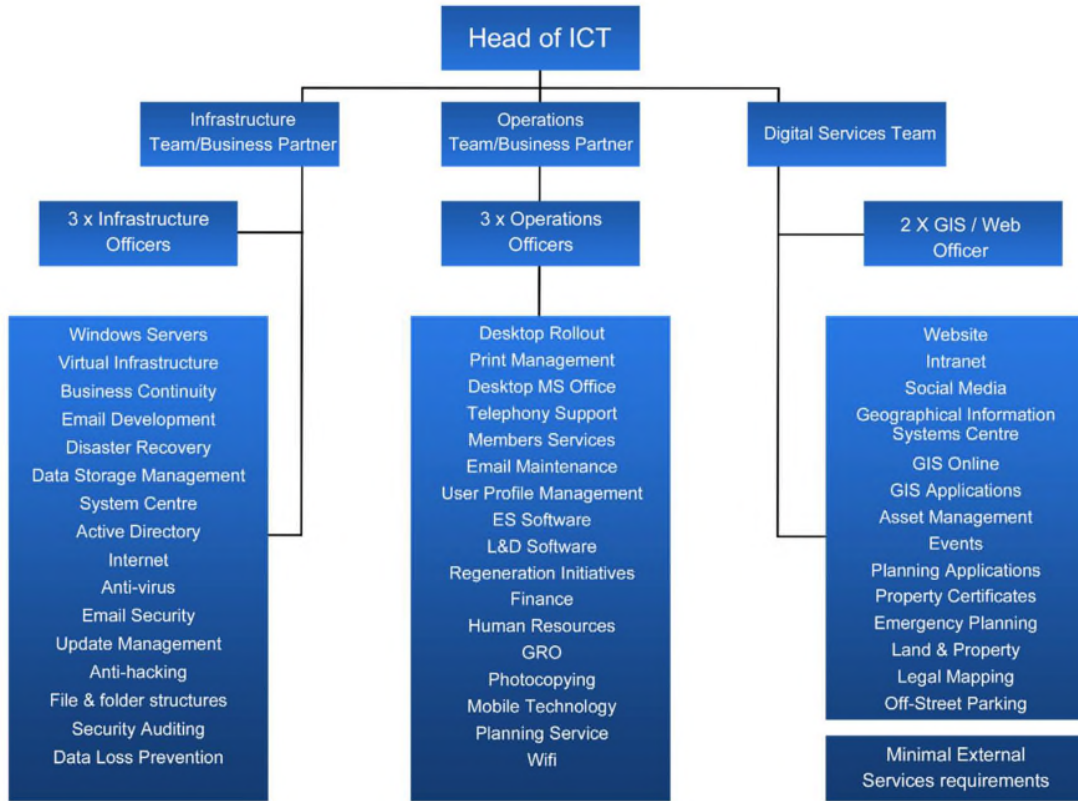 Head of ICT
Infrastructure
Team/Business Partner
Operations
Team/Business Partner
Digital Services Team
3 x Infrastructure
Officers
3 x Operations
Officers
2 X GIS / Web
Officer
Windows Servers
Virtual Infrastructure
Business Continuity
Email Development
Disaster Recovery
Data Storage Management
System Centre
Active Directory
Internet
Anti-virus
Email Security
Update Management
Anti-hacking
File & folder structures
Security Auditing
Data Loss Prevention
Desktop Rollout
Print Management
Desktop MS Office
Telephony Support
Members Services
Email Maintenance
User Profile Management
ES Software
L&D Software
Regeneration Initiatives
Finance
Human Resources
GRO
Photocopying
Mobile Technology
Planning Service
Wifi
Website
Intranet
Social Media
Geographical Information
Systems Centre
GIS Online
GIS Applications
Asset Management
Events
Planning Applications
Property Certificates
Emergency Planning
Land & Property
Legal Mapping
Off-Street Parking
Minimal External
Services requirements